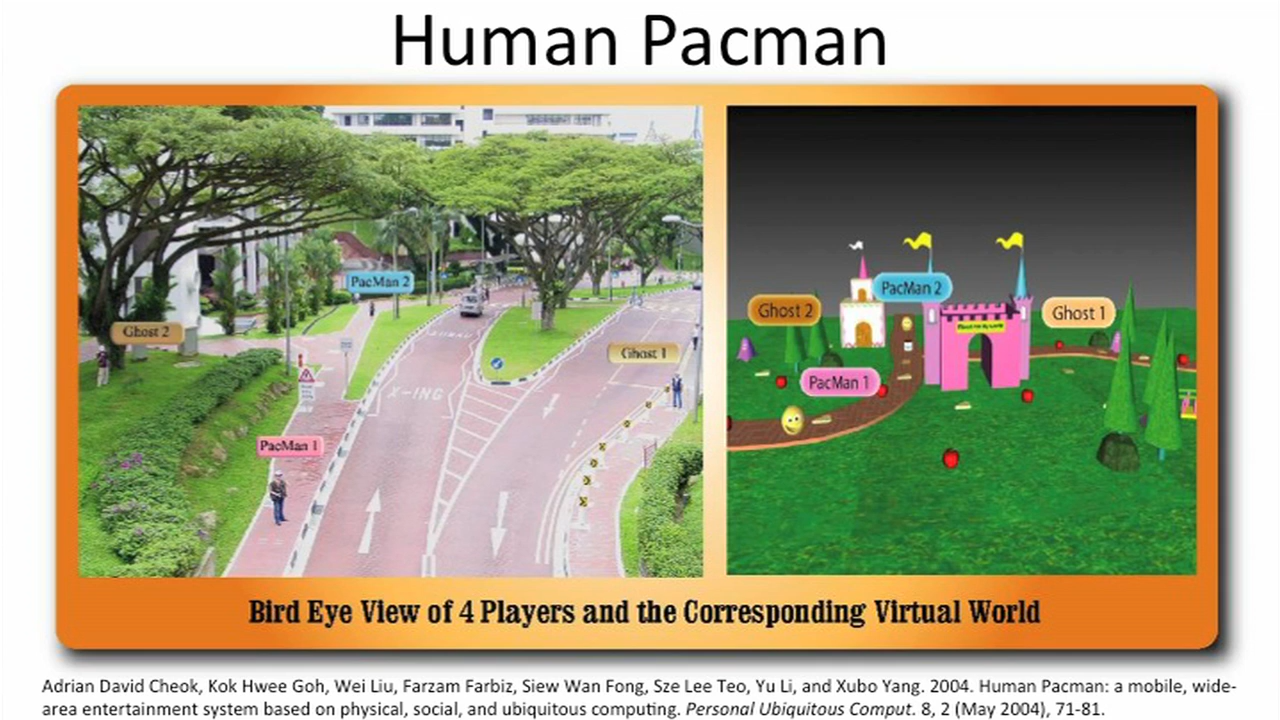 Human Pacman
PacMan 2
Ghost 2
Ghost 1
X-ING
PacMan 1
PacMan 2
Ghost 2
Ghost 1
PacMan 1
Bird Eye View of 4 Players and the Corresponding Virtual World
Adrian David Cheok, Kok Hwee Goh, Wei Liu, Farzam Farbiz, Siew Wan Fong, Sze Lee Teo, Yu Li, and Xubo Yang. 2004. Human Pacman: a mobile, wide-
area entertainment system based on physical, social, and ubiquitous computing. Personal Ubiquitous Comput. 8, 2 (May 2004), 71-81.